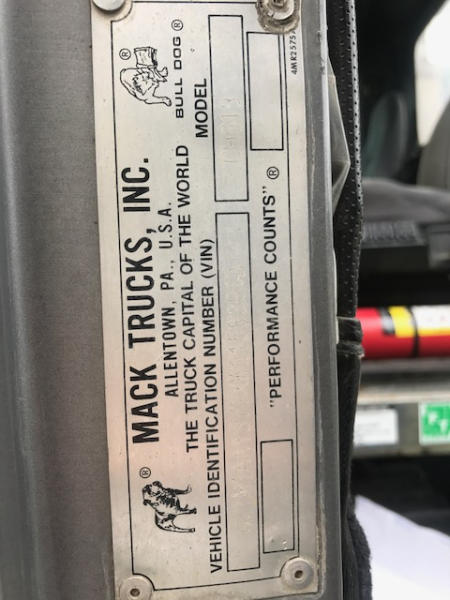 MACK TRUCKS, INC.
ALLENTOWN, PA., U.S.A.
THE TRUCK CAPITAL OF THE WORLD
BULL DOG ®
VEHICLE IDENTIFICATION NUMBER (VIN)
MODEL
"PERFORMANCE COUNTS" ®
4MR2575